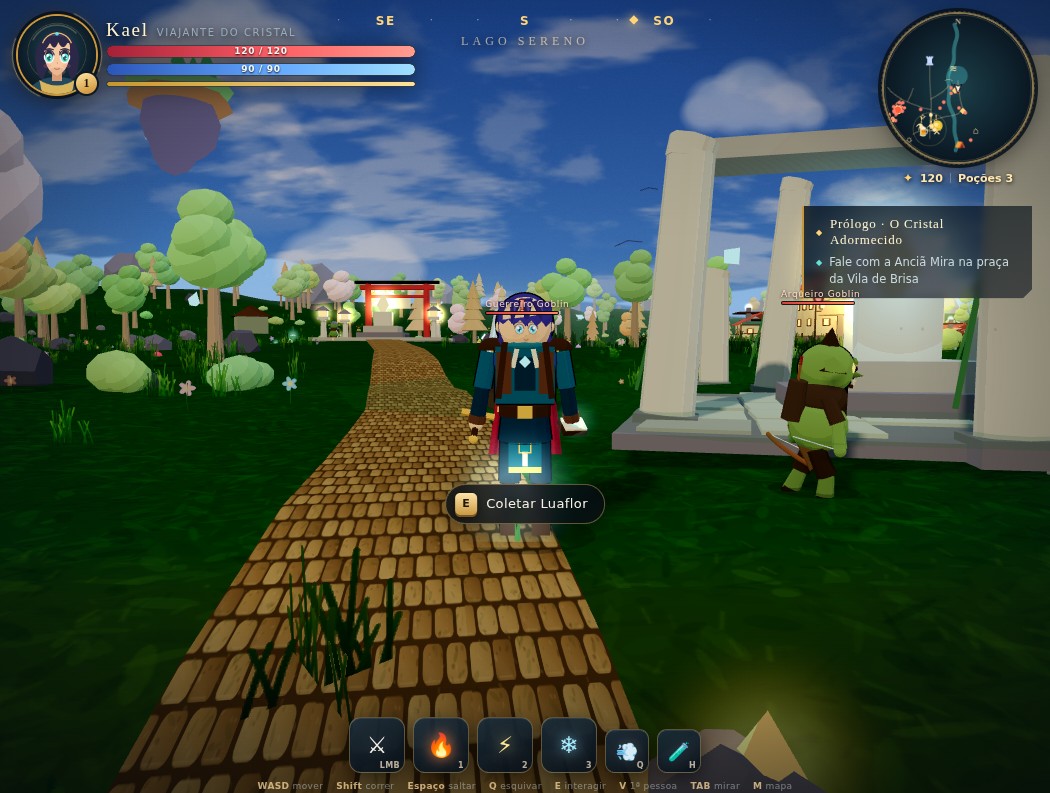 SE S SO
Kael VIAJANTE DO CRISTAL
LAGO SERENO
120 / 120
90 / 90
1
N
120 | Poções 3
Prólogo · O Cristal
Adormecido
Fale com a Anciã Mira na praça
da Vila de Brisa
Guerreiro Goblin
Arqueiro Goblin
E Coletar Luaflor
LMB 1 2 3 Q H
WASD mover Shift correr Espaço saltar Q esquivar E interagir V 1ª pessoa TAB mirar M mapa